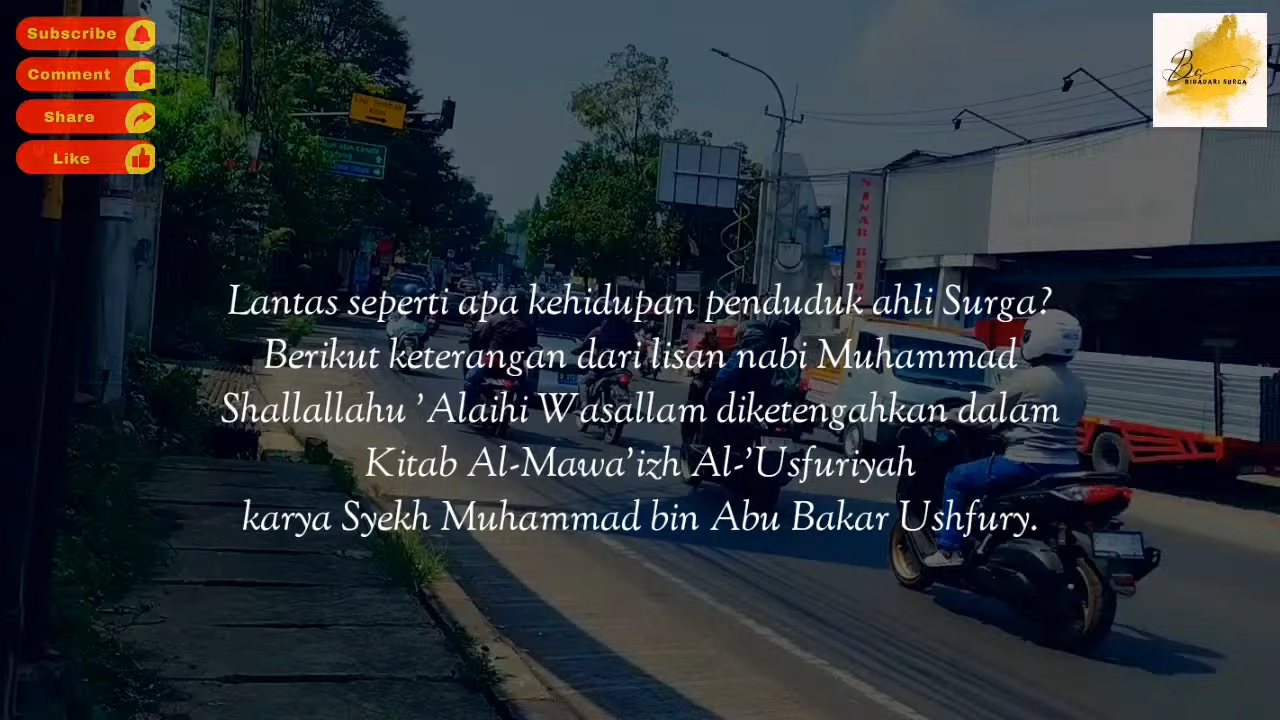 Subscribe
Comment
Share
Like
Bs
BIDADARI SURGA
Lantas seperti apa kehidupan penduduk ahli Surga?
Berikut keterangan dari lisan nabi Muhammad
Shallallahu 'Alaihi Wasallam diketengahkan dalam
Kitab Al-Mawa'izh Al-'Usfuriyah
karya Syekh Muhammad bin Abu Bakar Ushfury.